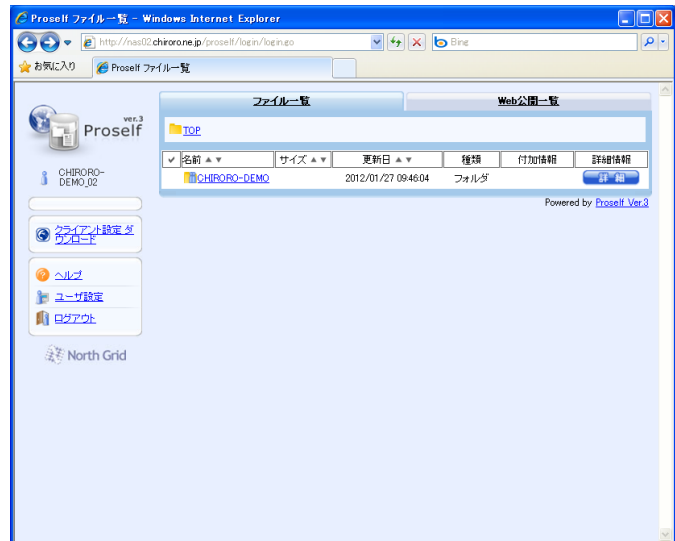 Proself ファイル一覧 - Windows Internet Explorer
http://nas02.chirorone.jp/proself/login/login.go
Bing
お気に入り
Proself ファイル一覧
ver.3
Proself
ファイル一覧
Web公開一覧
TOP
✓ 名前 ▲ ▼ サイズ ▲ ▼ 更新日 ▲ ▼ 種類 付加情報 詳細情報
CHIRORO-DEMO 2012/01/27 09:46:04 フォルダ 詳 細
Powered by Proself Ver.3
CHIRORO-
DEMO_02
クライアント設定 ダ
ウンロード
ヘルプ
ユーザ設定
ログアウト
North Grid